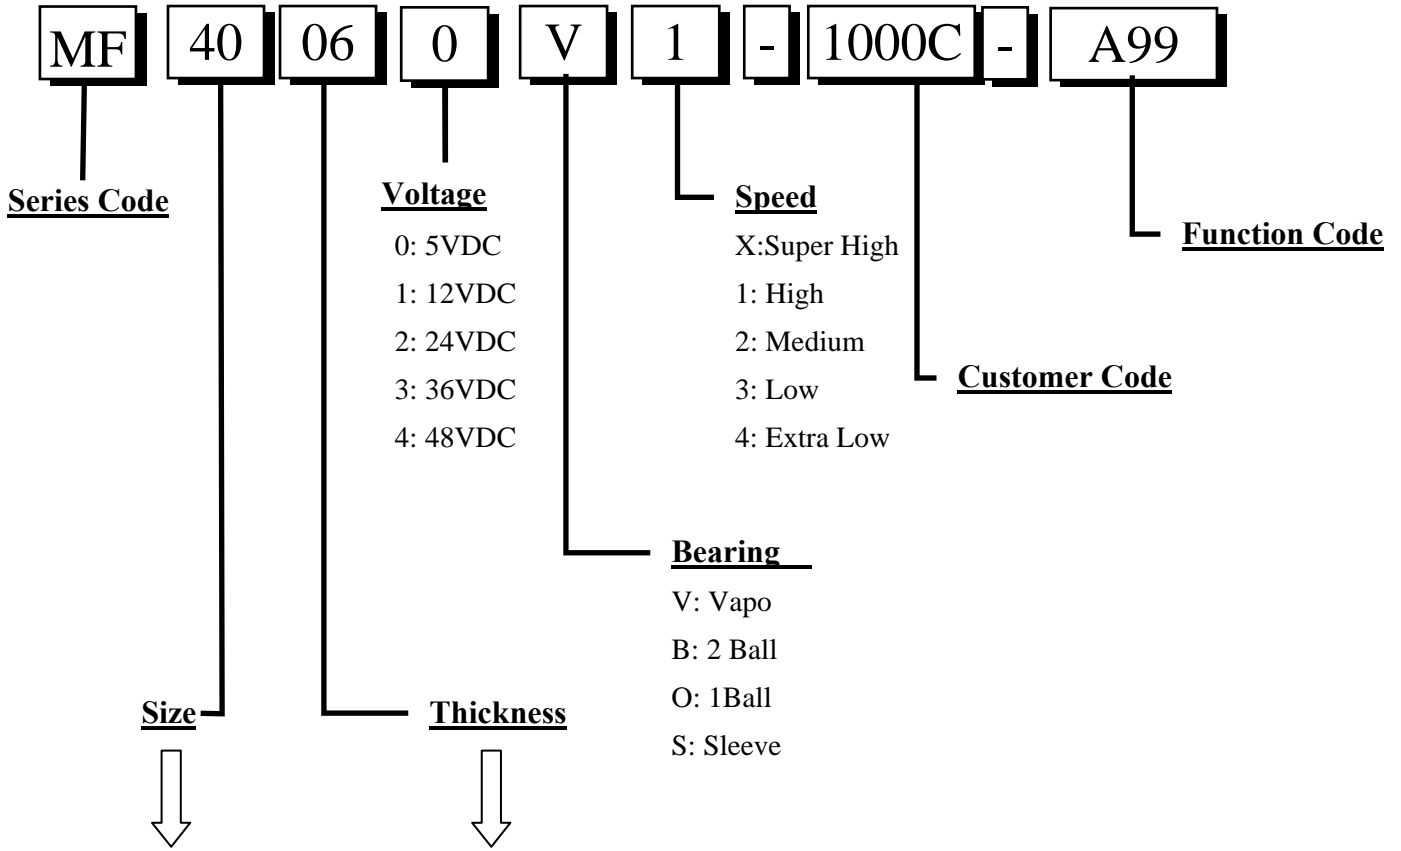 MF 40 06 0 V 1 - 1000C - A99
Series Code
Voltage
0: 5VDC
1: 12VDC
2: 24VDC
3: 36VDC
4: 48VDC
Speed
X:Super High
1: High
2: Medium
3: Low
4: Extra Low
Function Code
Customer Code
Bearing
V: Vapo
B: 2 Ball
O: 1Ball
S: Sleeve
Size
Thickness